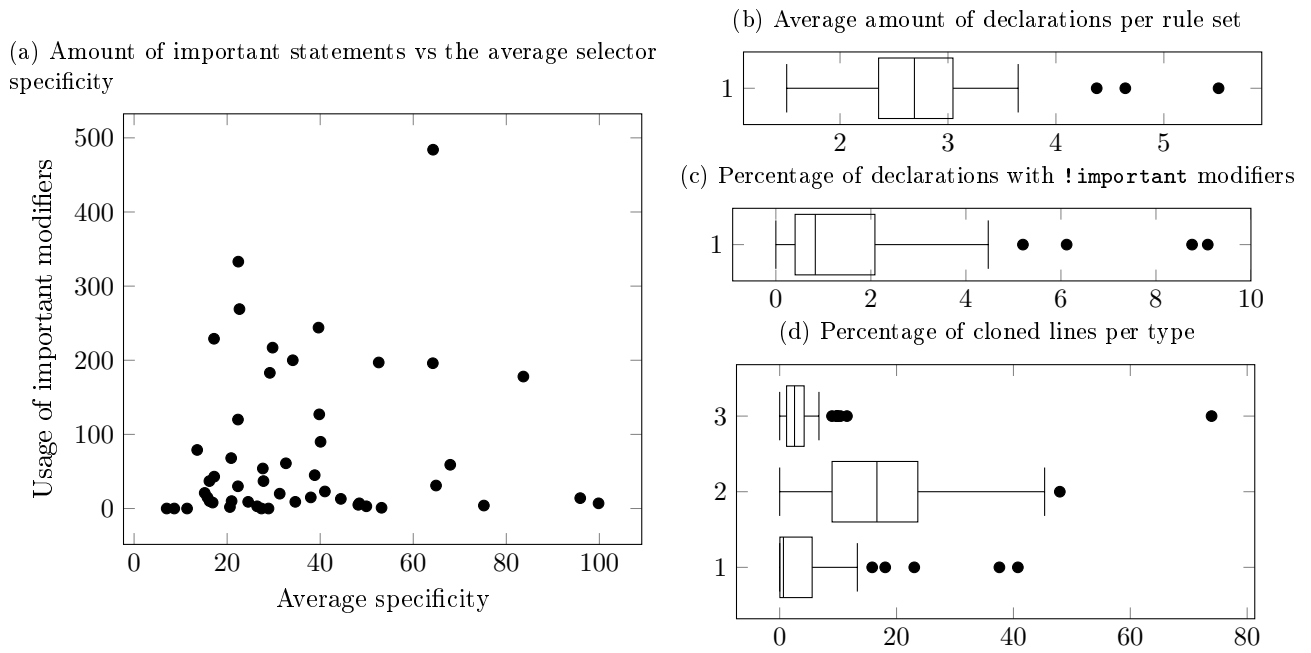 (a) Amount of important statements vs the average selector
specificity
500
400
300
200
100
0
Usage of important modifiers
0 20 40 60 80 100
Average specificity
(b) Average amount of declarations per rule set
1
2 3 4 5
(c) Percentage of declarations with !important modifiers
1
0 2 4 6 8 10
(d) Percentage of cloned lines per type
3
2
1
0 20 40 60 80